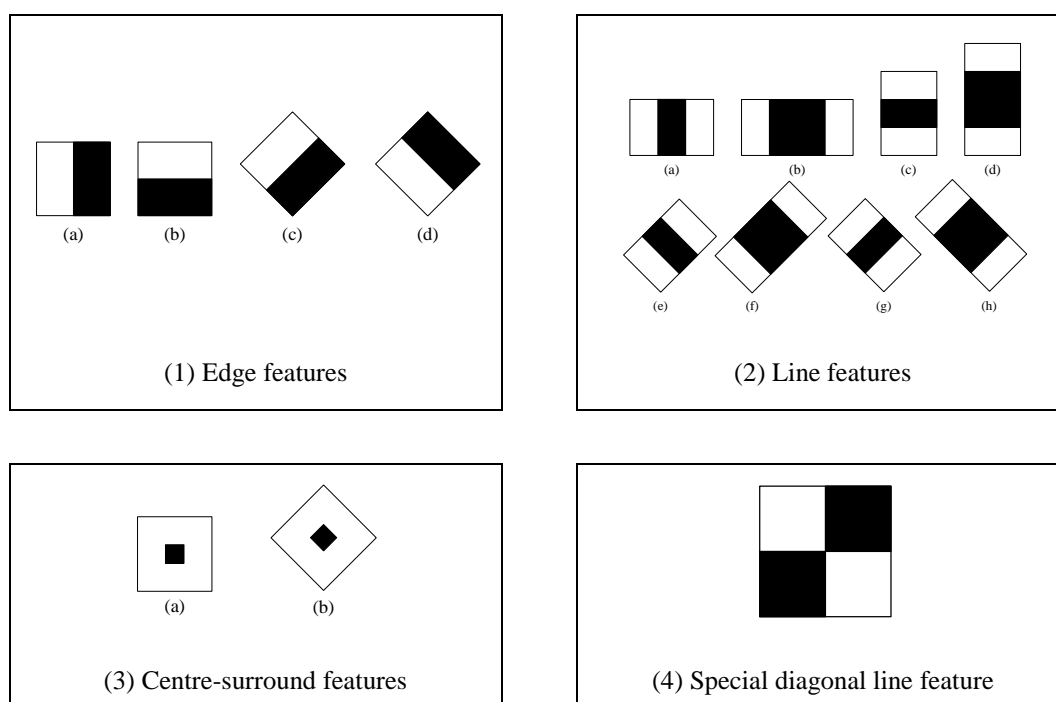 (a) (b) (c) (d)
(1) Edge features
(a) (b) (c) (d)
(e) (f) (g) (h)
(2) Line features
(a) (b)
(3) Centre-surround features
(4) Special diagonal line feature